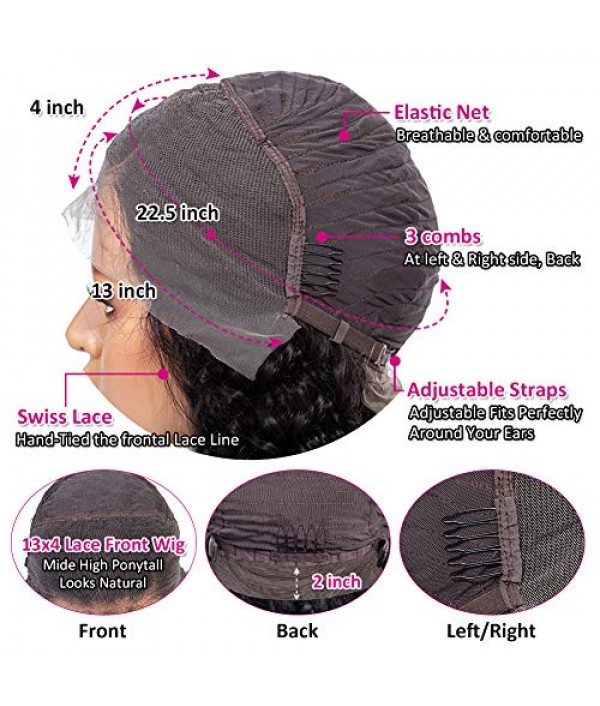 4 inch
Elastic Net
Breathable & comfortable
22.5 inch
3 combs
At left & Right side, Back
13 inch
Adjustable Straps
Adjustable Fits Perfectly
Around Your Ears
Swiss Lace
Hand-Tied the frontal Lace Line
13x4 Lace Front Wig
Mide High Ponytall
Looks Natural
2 inch
Front
Back
Left/Right